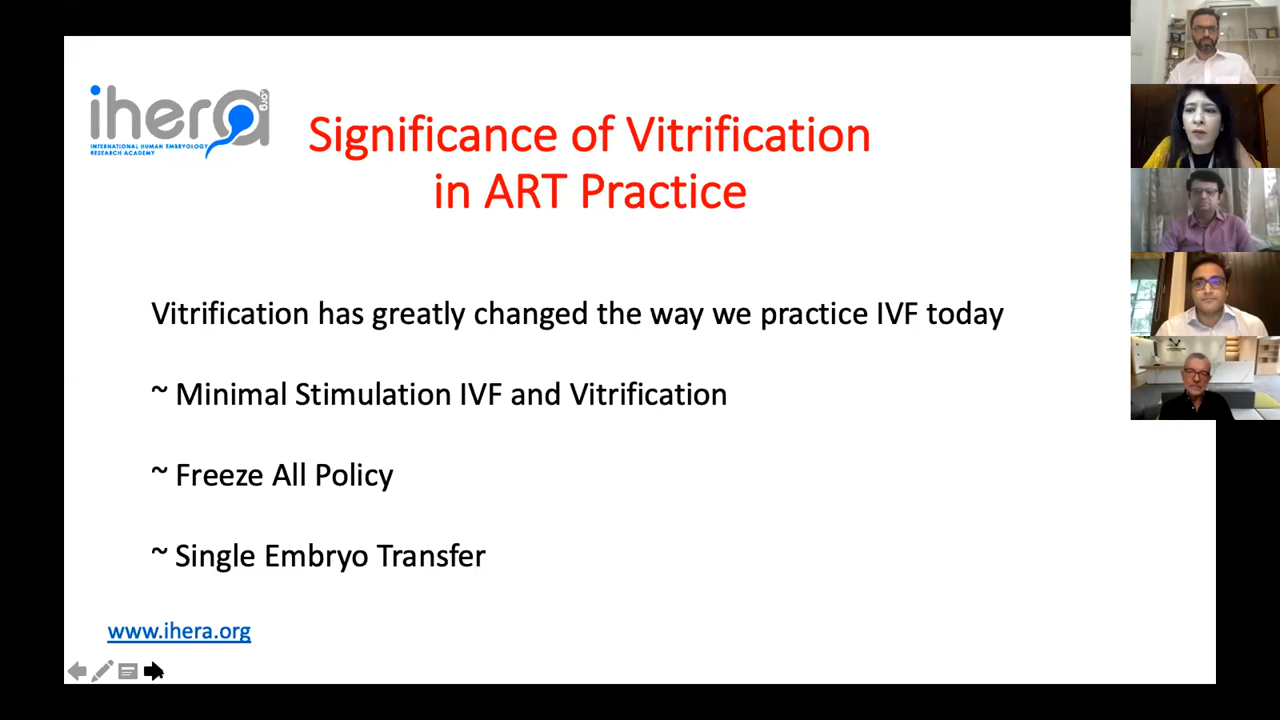 ihera
.org
INTERNATIONAL HUMAN EMBRYOLOGY
RESEARCH ACADEMY
Significance of Vitrification
in ART Practice
Vitrification has greatly changed the way we practice IVF today
~ Minimal Stimulation IVF and Vitrification
~ Freeze All Policy
~ Single Embryo Transfer
www.ihera.org